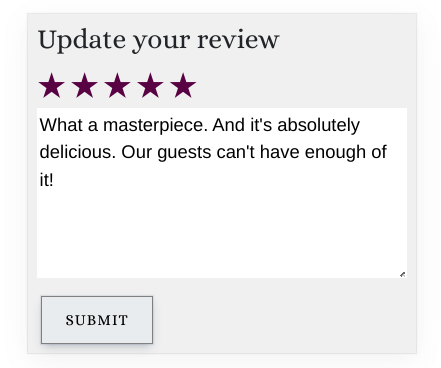 Update your review
What a masterpiece. And it's absolutely
delicious. Our guests can't have enough of
it!
SUBMIT